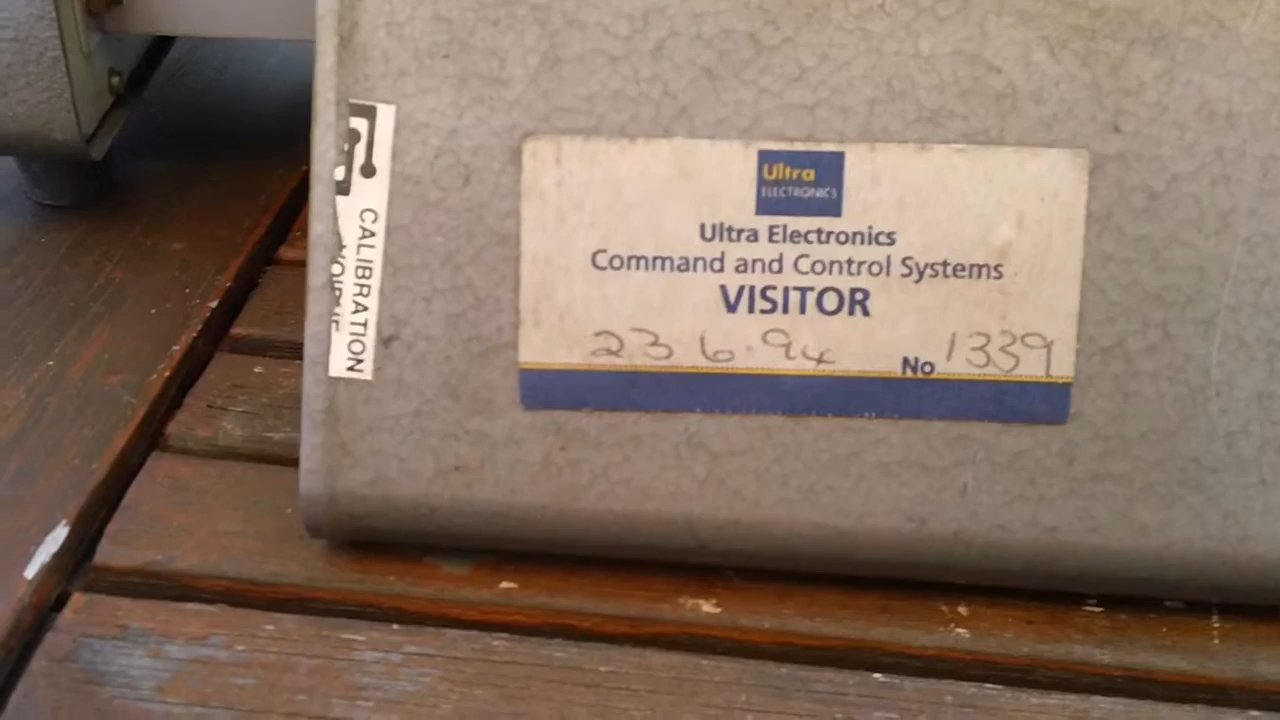 CALIBRATION
Ultra
ELECTRONICS
Ultra Electronics
Command and Control Systems
VISITOR
23 6.94 No 1339